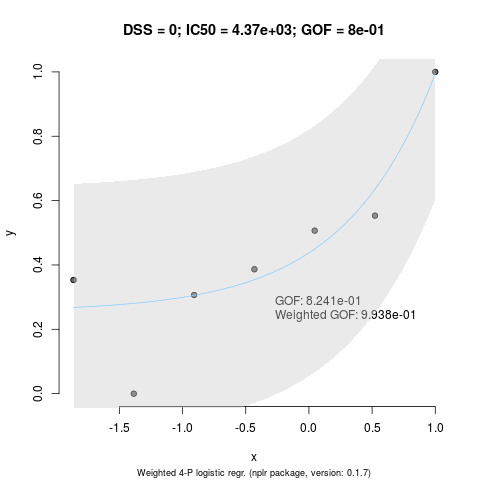 DSS = 0; IC50 = 4.37e+03; GOF = 8e-01
1.0
0.8
0.6
y
0.4
GOF: 8.241e-01
Weighted GOF: 9.938e-01
0.2
0.0
-1.5 -1.0 -0.5 0.0 0.5 1.0
x
Weighted 4-P logistic regr. (nplr package, version: 0.1.7)